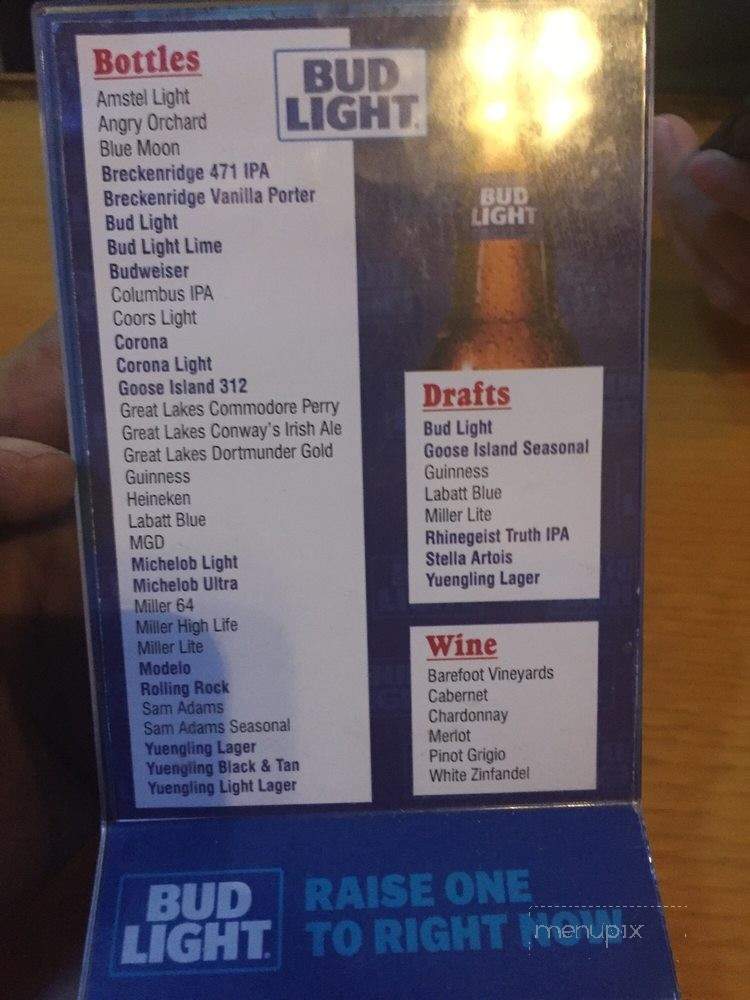 Bottles
Amstel Light
Angry Orchard
Blue Moon
Breckenridge 471 IPA
Breckenridge Vanilla Porter
Bud Light
Bud Light Lime
Budweiser
Columbus IPA
Coors Light
Corona
Corona Light
Goose Island 312
Great Lakes Commodore Perry
Great Lakes Conway's Irish Ale
Great Lakes Dortmunder Gold
Guinness
Heineken
Labatt Blue
MGD
Michelob Light
Michelob Ultra
Miller 64
Miller High Life
Miller Lite
Modelo
Rolling Rock
Sam Adams
Sam Adams Seasonal
Yuengling Lager
Yuengling Black & Tan
Yuengling Light Lager
BUD
LIGHT
BUD
LIGHT
Drafts
Bud Light
Goose Island Seasonal
Guinness
Labatt Blue
Miller Lite
Rhinegeist Truth IPA
Stella Artois
Yuengling Lager
Wine
Barefoot Vineyards
Cabernet
Chardonnay
Merlot
Pinot Grigio
White Zinfandel
BUD
LIGHT.
RAISE ONE
TO RIGHT NOW
menupix